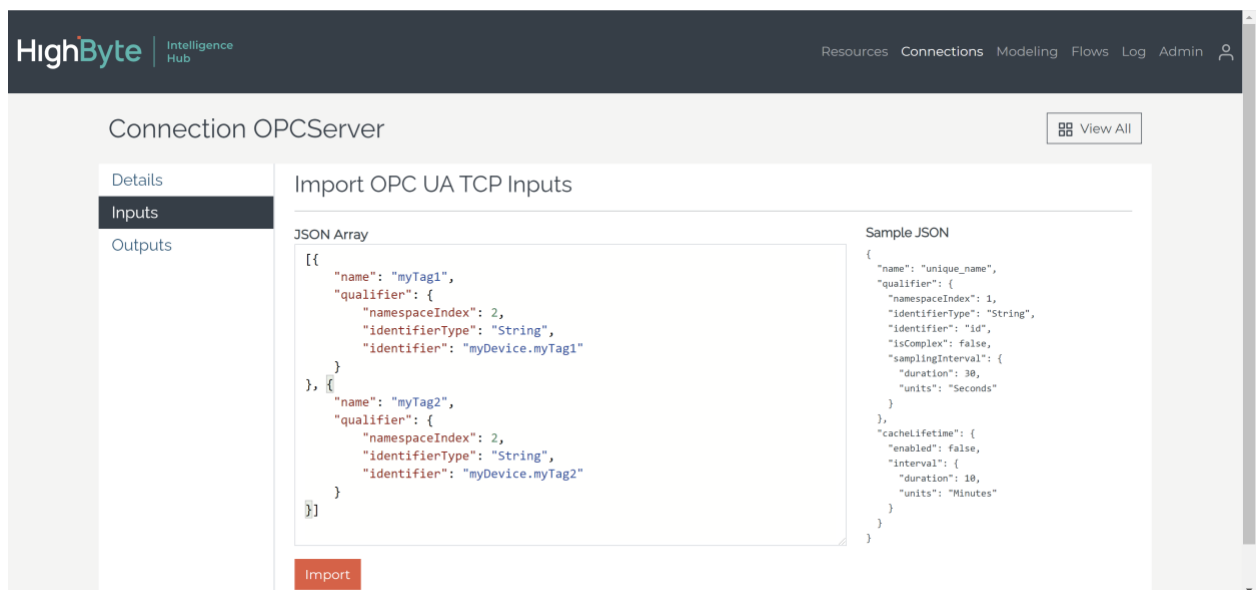 HighByte Intelligence Hub
Resources Connections Modeling Flows Log Admin
Connection OPCServer
View All
Details
Inputs
Outputs
Import OPC UA TCP Inputs
JSON Array
[{
    "name": "myTag1",
    "qualifier": {
        "namespaceIndex": 2,
        "identifierType": "String",
        "identifier": "myDevice.myTag1"
    }
}, {
    "name": "myTag2",
    "qualifier": {
        "namespaceIndex": 2,
        "identifierType": "String",
        "identifier": "myDevice.myTag2"
    }
}]
Import
Sample JSON
{
  "name": "unique_name",
  "qualifier": {
    "namespaceIndex": 1,
    "identifierType": "String",
    "identifier": "id",
    "isComplex": false,
    "samplingInterval": {
      "duration": 30,
      "units": "Seconds"
    }
  },
  "cacheLifetime": {
    "enabled": false,
    "interval": {
      "duration": 10,
      "units": "Minutes"
    }
  }
}